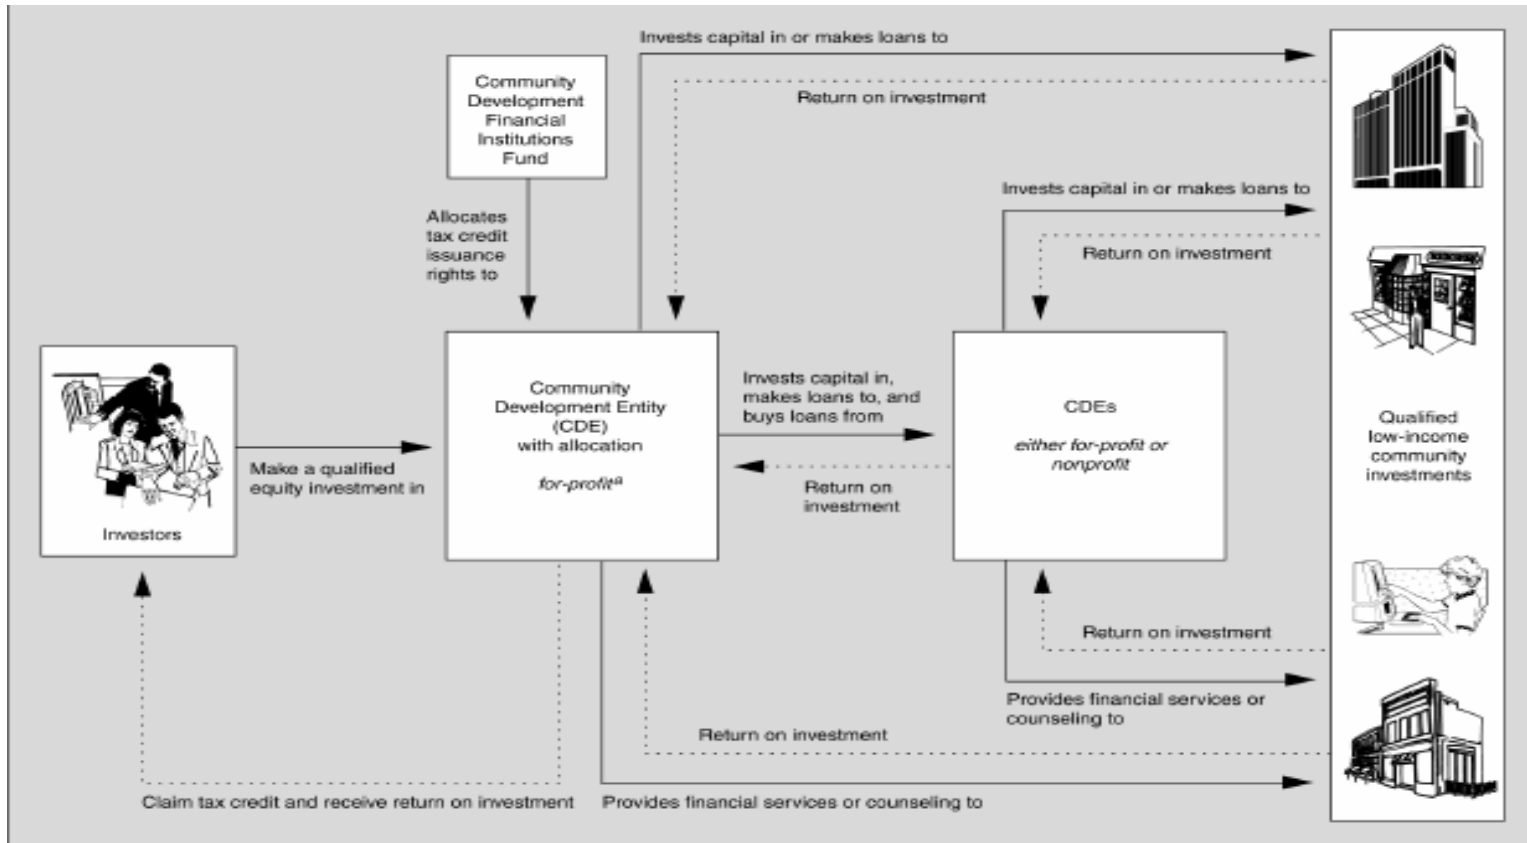 Invests capital in or makes loans to
Return on investment
Community
Development
Financial
Institutions
Fund
Allocates
tax credit
issuance
rights to
Invests capital in or makes loans to
Return on investment
Investors
Make a qualified
equity investment in
Community
Development Entity
(CDE)
with allocation
for-profitª
Invests capital in,
makes loans to, and
buys loans from
Return on
investment
CDEs
either for-profit or
nonprofit
Qualified
low-income
community
investments
Return on investment
Provides financial services or
counseling to
Return on investment
Claim tax credit and receive return on investment
Provides financial services or counseling to